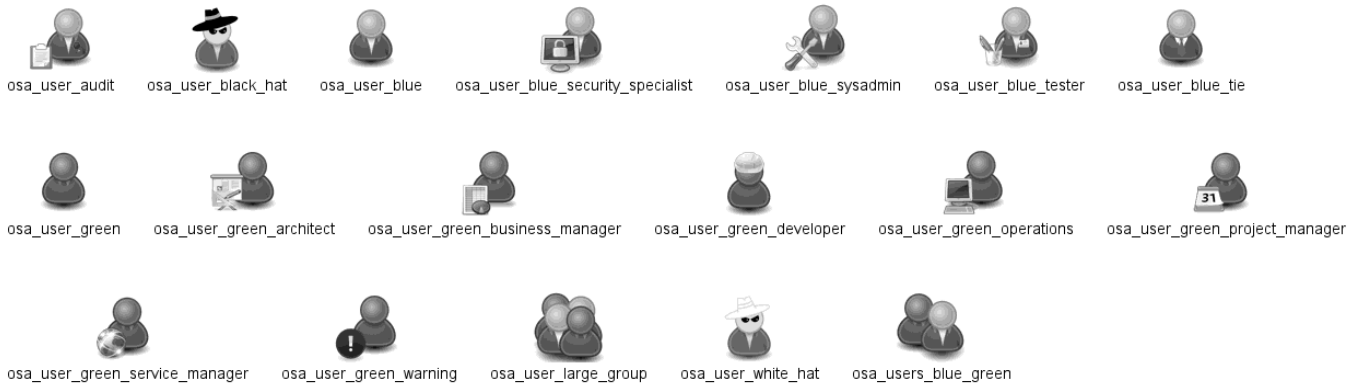 osa_user_audit osa_user_black_hat osa_user_blue osa_user_blue_security_specialist osa_user_blue_sysadmin osa_user_blue_tester osa_user_blue_tie
31
osa_user_green osa_user_green_architect osa_user_green_business_manager osa_user_green_developer osa_user_green_operations osa_user_green_project_manager
!
osa_user_green_service_manager osa_user_green_warning osa_user_large_group osa_user_white_hat osa_users_blue_green